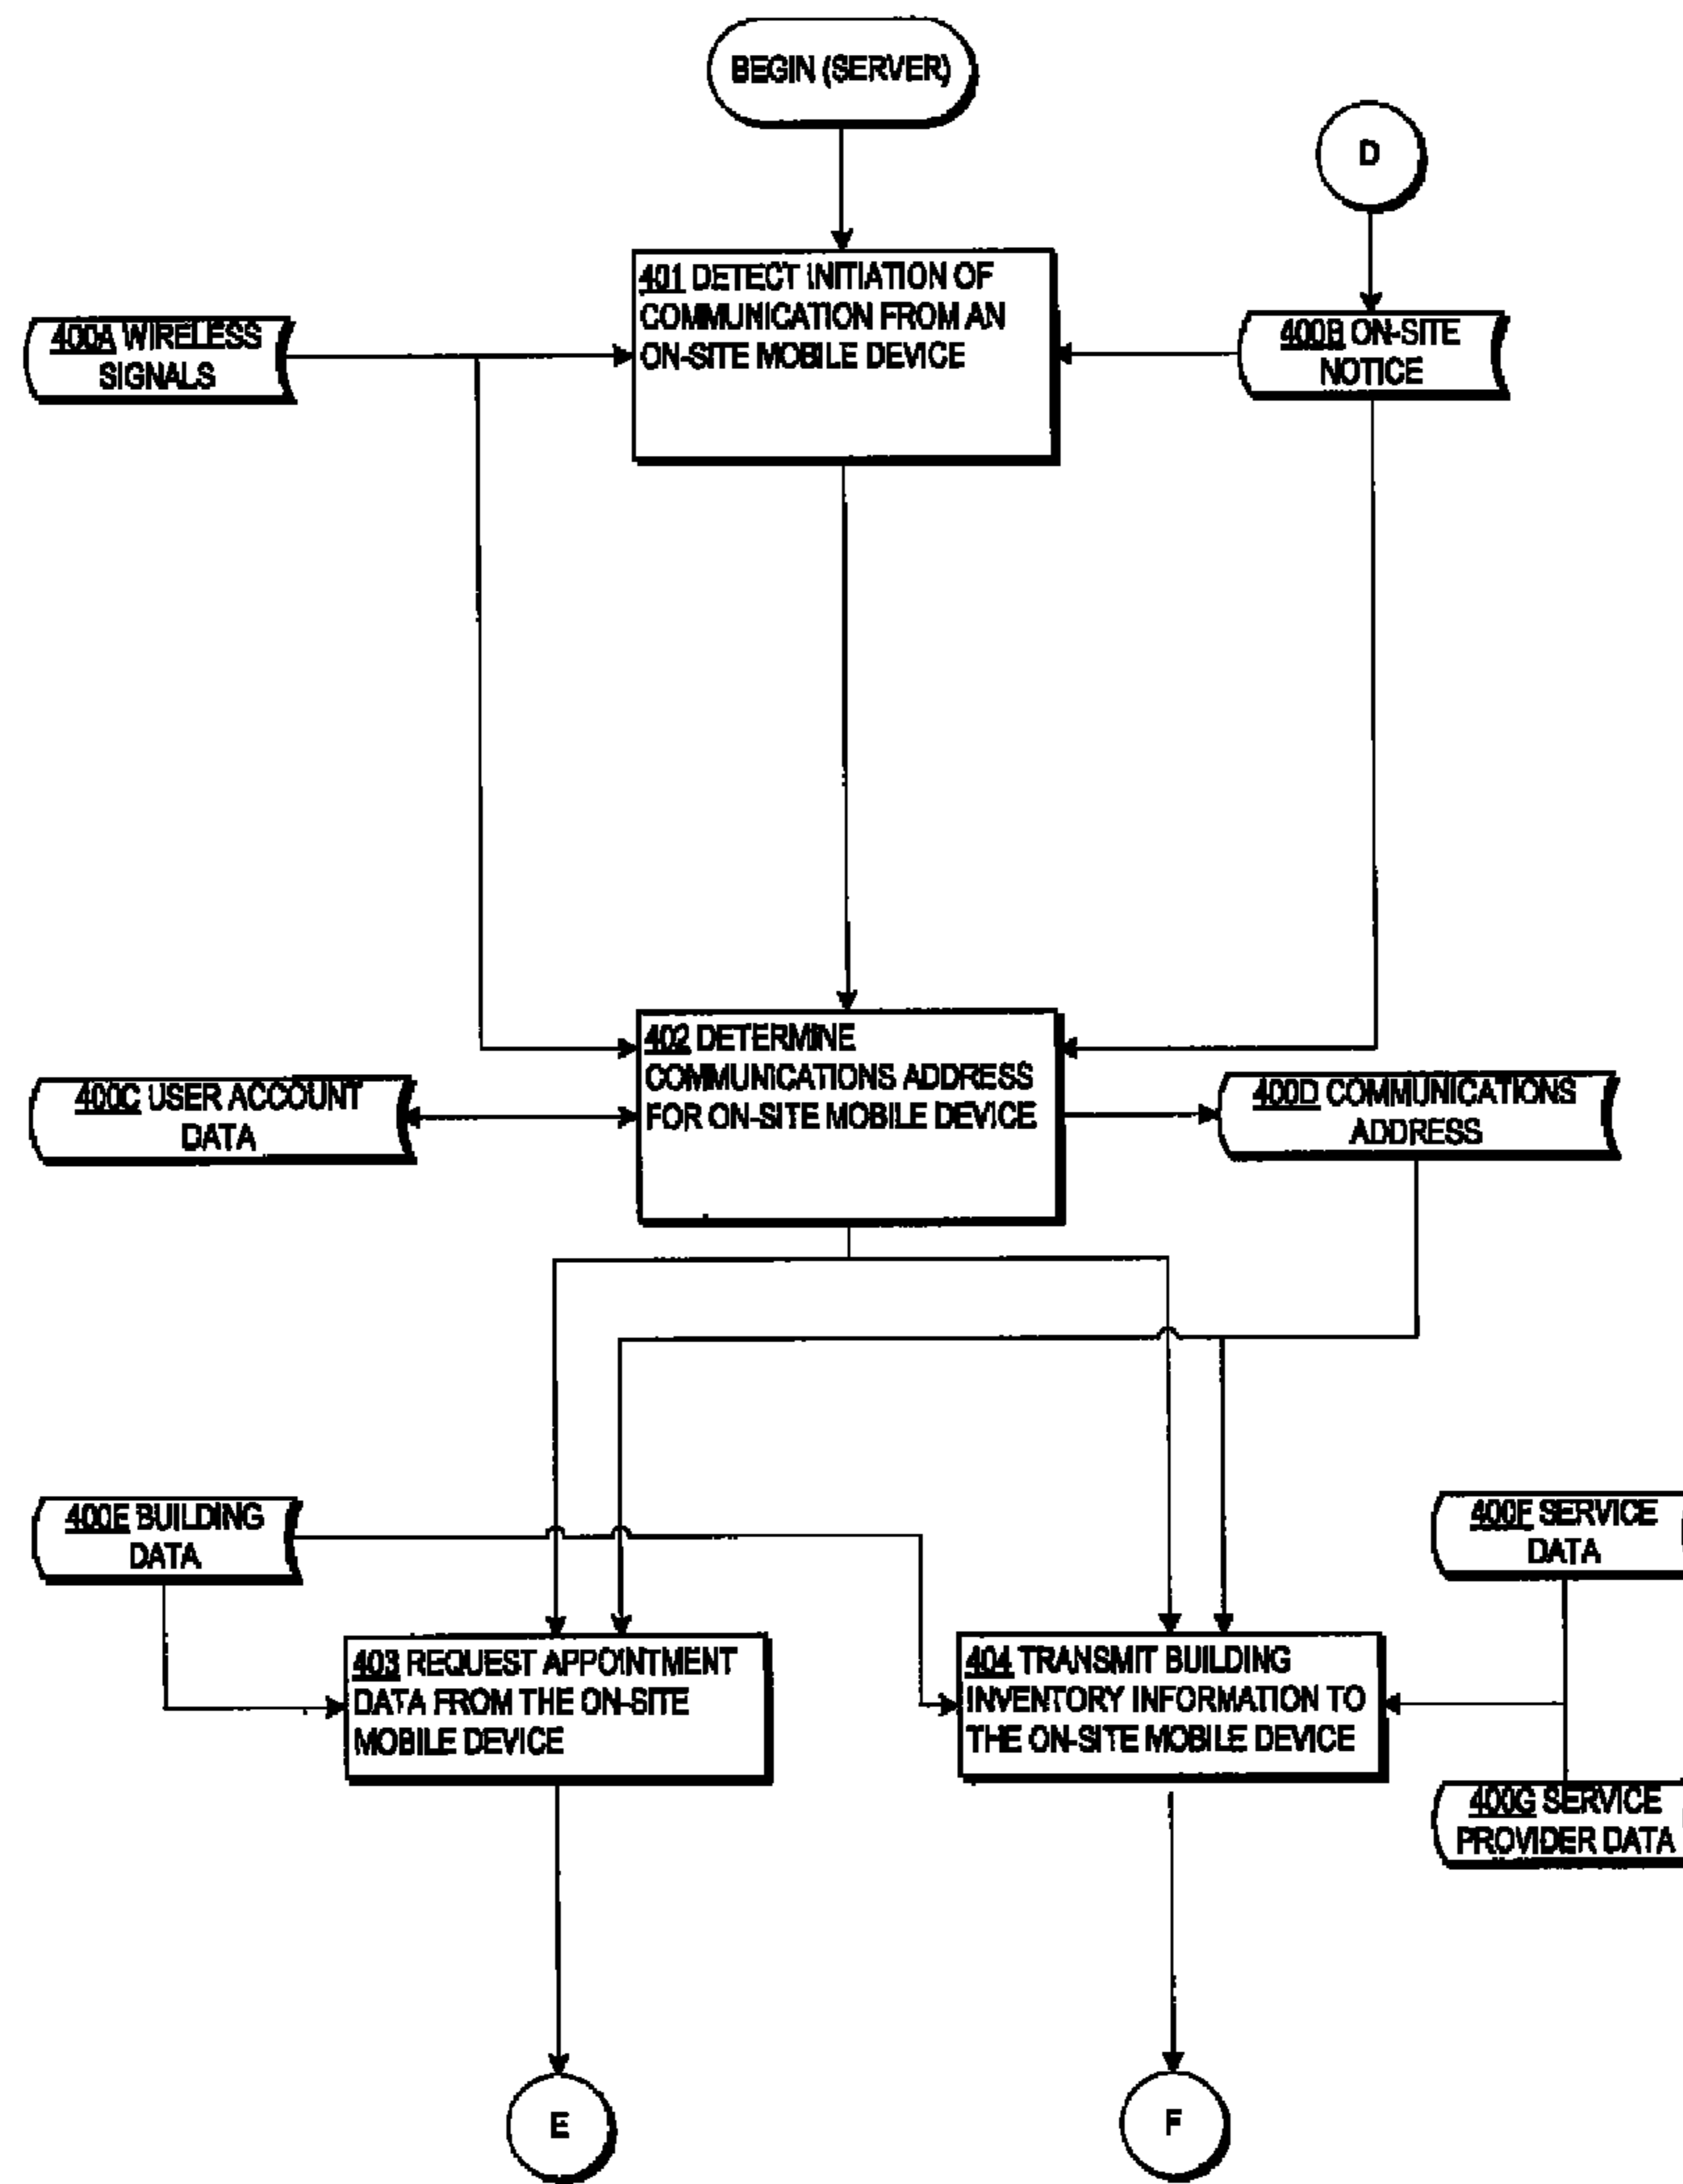 BEGIN (SERVER)
D
401 DETECT INITIATION OF
COMMUNICATION FROM AN
ON-SITE MOBILE DEVICE
400A WIRELESS
SIGNALS
400B ON-SITE
NOTICE
402 DETERMINE
COMMUNICATIONS ADDRESS
FOR ON-SITE MOBILE DEVICE
400C USER ACCOUNT
DATA
400D COMMUNICATIONS
ADDRESS
400E BUILDING
DATA
400F SERVICE
DATA
403 REQUEST APPOINTMENT
DATA FROM THE ON-SITE
MOBILE DEVICE
404 TRANSMIT BUILDING
INVENTORY INFORMATION TO
THE ON-SITE MOBILE DEVICE
400G SERVICE
PROVIDER DATA
E
F